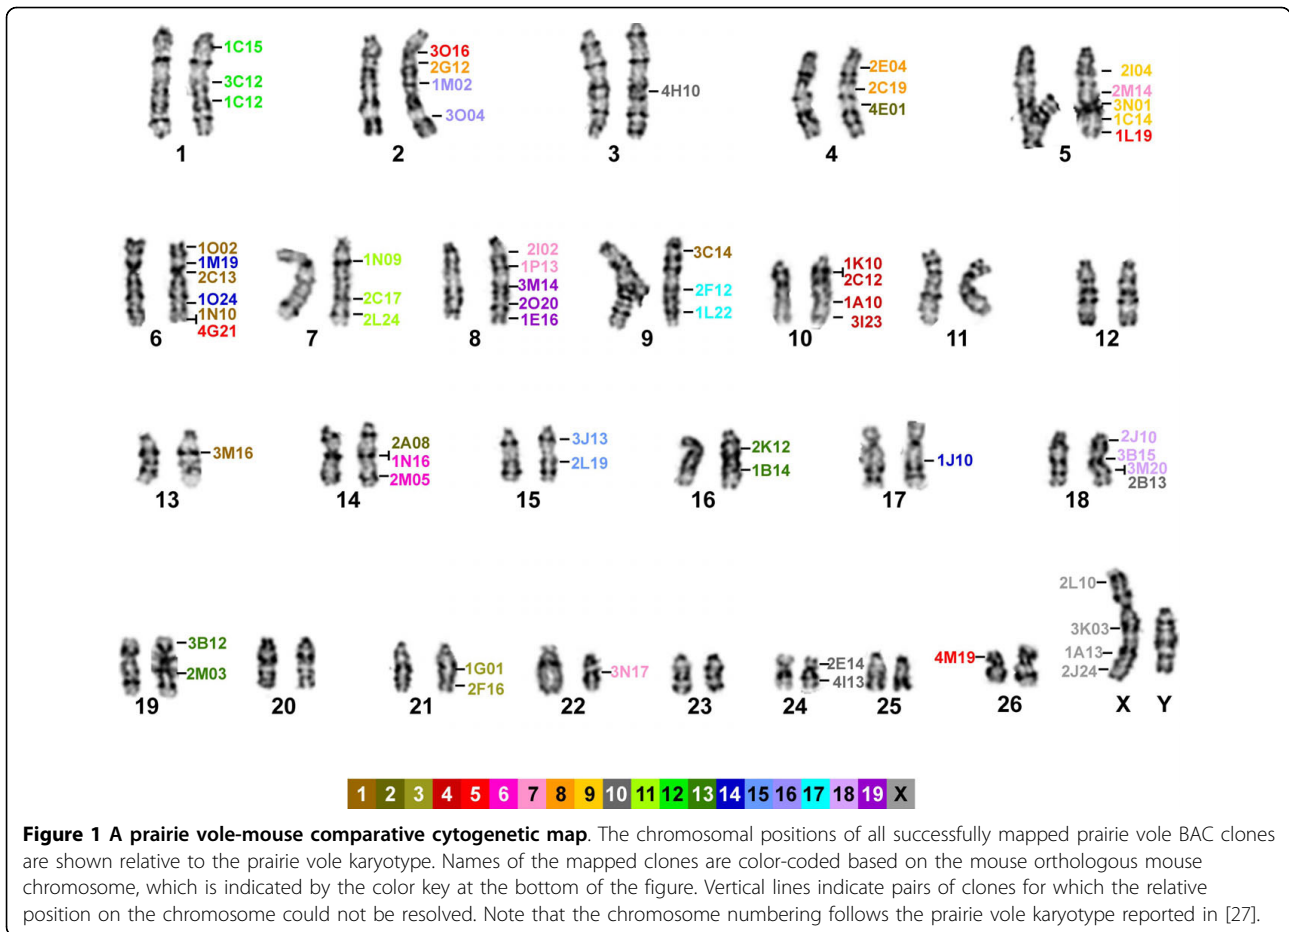 1C15
3C12
1C12
1
3O16
2G12
1M02
3O04
2
4H10
3
2E04
2C19
4E01
4
2I04
2M14
3N01
1C14
1L19
5
1O02
1M19
2C13
1O24
1N10
4G21
6
1N09
2C17
2L24
7
2I02
1P13
3M14
2O20
1E16
8
3C14
2F12
1L22
9
1K10
2C12
1A10
3I23
10
11
12
3M16
13
2A08
1N16
2M05
14
3J13
2L19
15
2K12
1B14
16
1J10
17
2J10
3B15
3M20
2B13
18
3B12
2M03
19
20
1G01
2F16
21
3N17
22
23
2E14
4I13
24
25
4M19
26
2L10
3K03
1A13
2J24
X Y
1 2 3 4 5 6 7 8 9 10 11 12 13 14 15 16 17 18 19 X
Figure 1 A prairie vole-mouse comparative cytogenetic map. The chromosomal positions of all successfully mapped prairie vole BAC clones
are shown relative to the prairie vole karyotype. Names of the mapped clones are color-coded based on the mouse orthologous mouse
chromosome, which is indicated by the color key at the bottom of the figure. Vertical lines indicate pairs of clones for which the relative
position on the chromosome could not be resolved. Note that the chromosome numbering follows the prairie vole karyotype reported in [27].